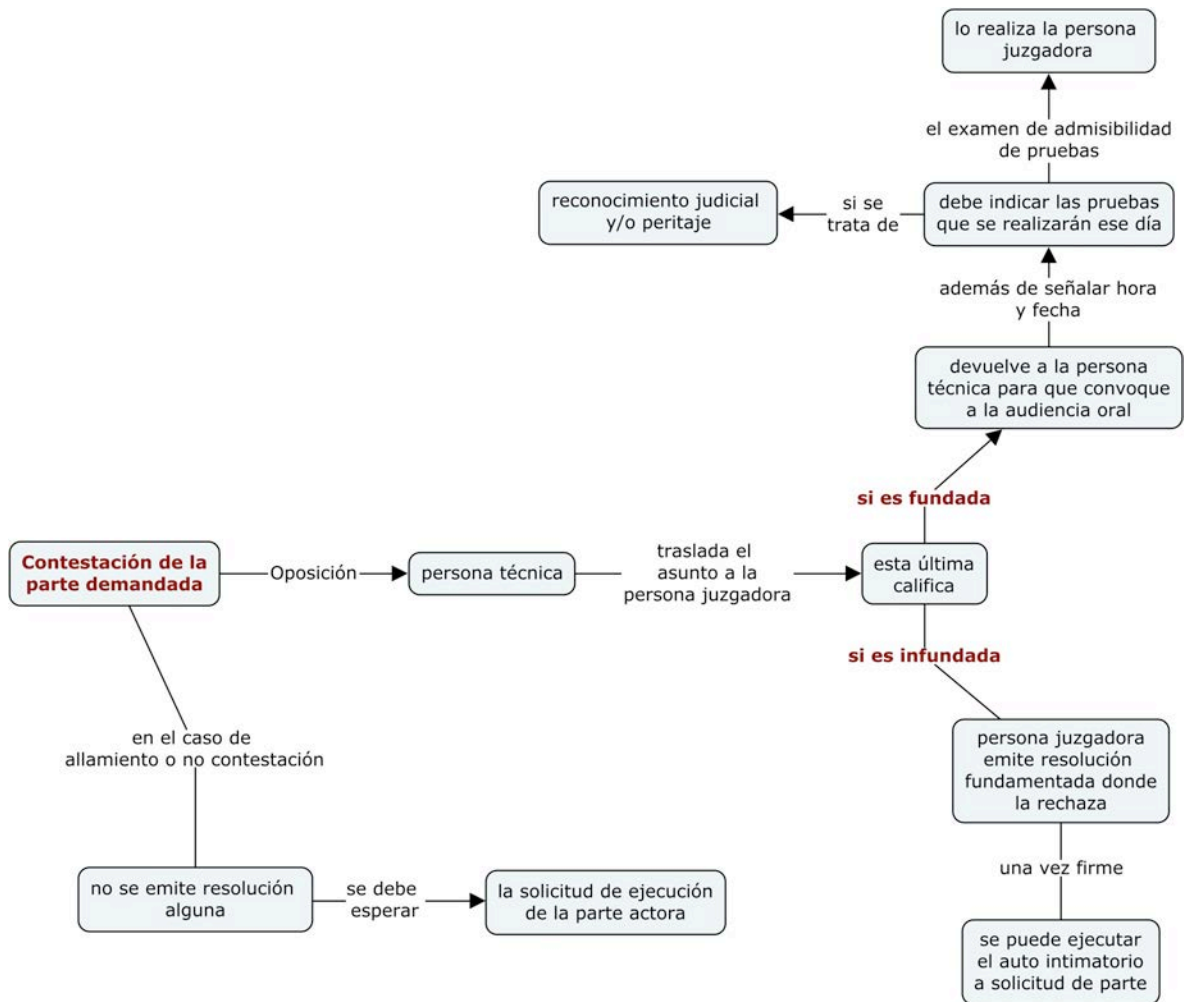 lo realiza la persona
juzgadora
el examen de admisibilidad
de pruebas
reconocimiento judicial
y/o peritaje
si se
trata de
debe indicar las pruebas
que se realizarán ese día
además de señalar hora
y fecha
devuelve a la persona
técnica para que convoque
a la audiencia oral
si es fundada
Contestación de la
parte demandada
Oposición
persona técnica
traslada el
asunto a la
persona juzgadora
esta última
califica
si es infundada
en el caso de
allamiento o no contestación
persona juzgadora
emite resolución
fundamentada donde
la rechaza
una vez firme
no se emite resolución
alguna
se debe
esperar
la solicitud de ejecución
de la parte actora
se puede ejecutar
el auto intimatorio
a solicitud de parte